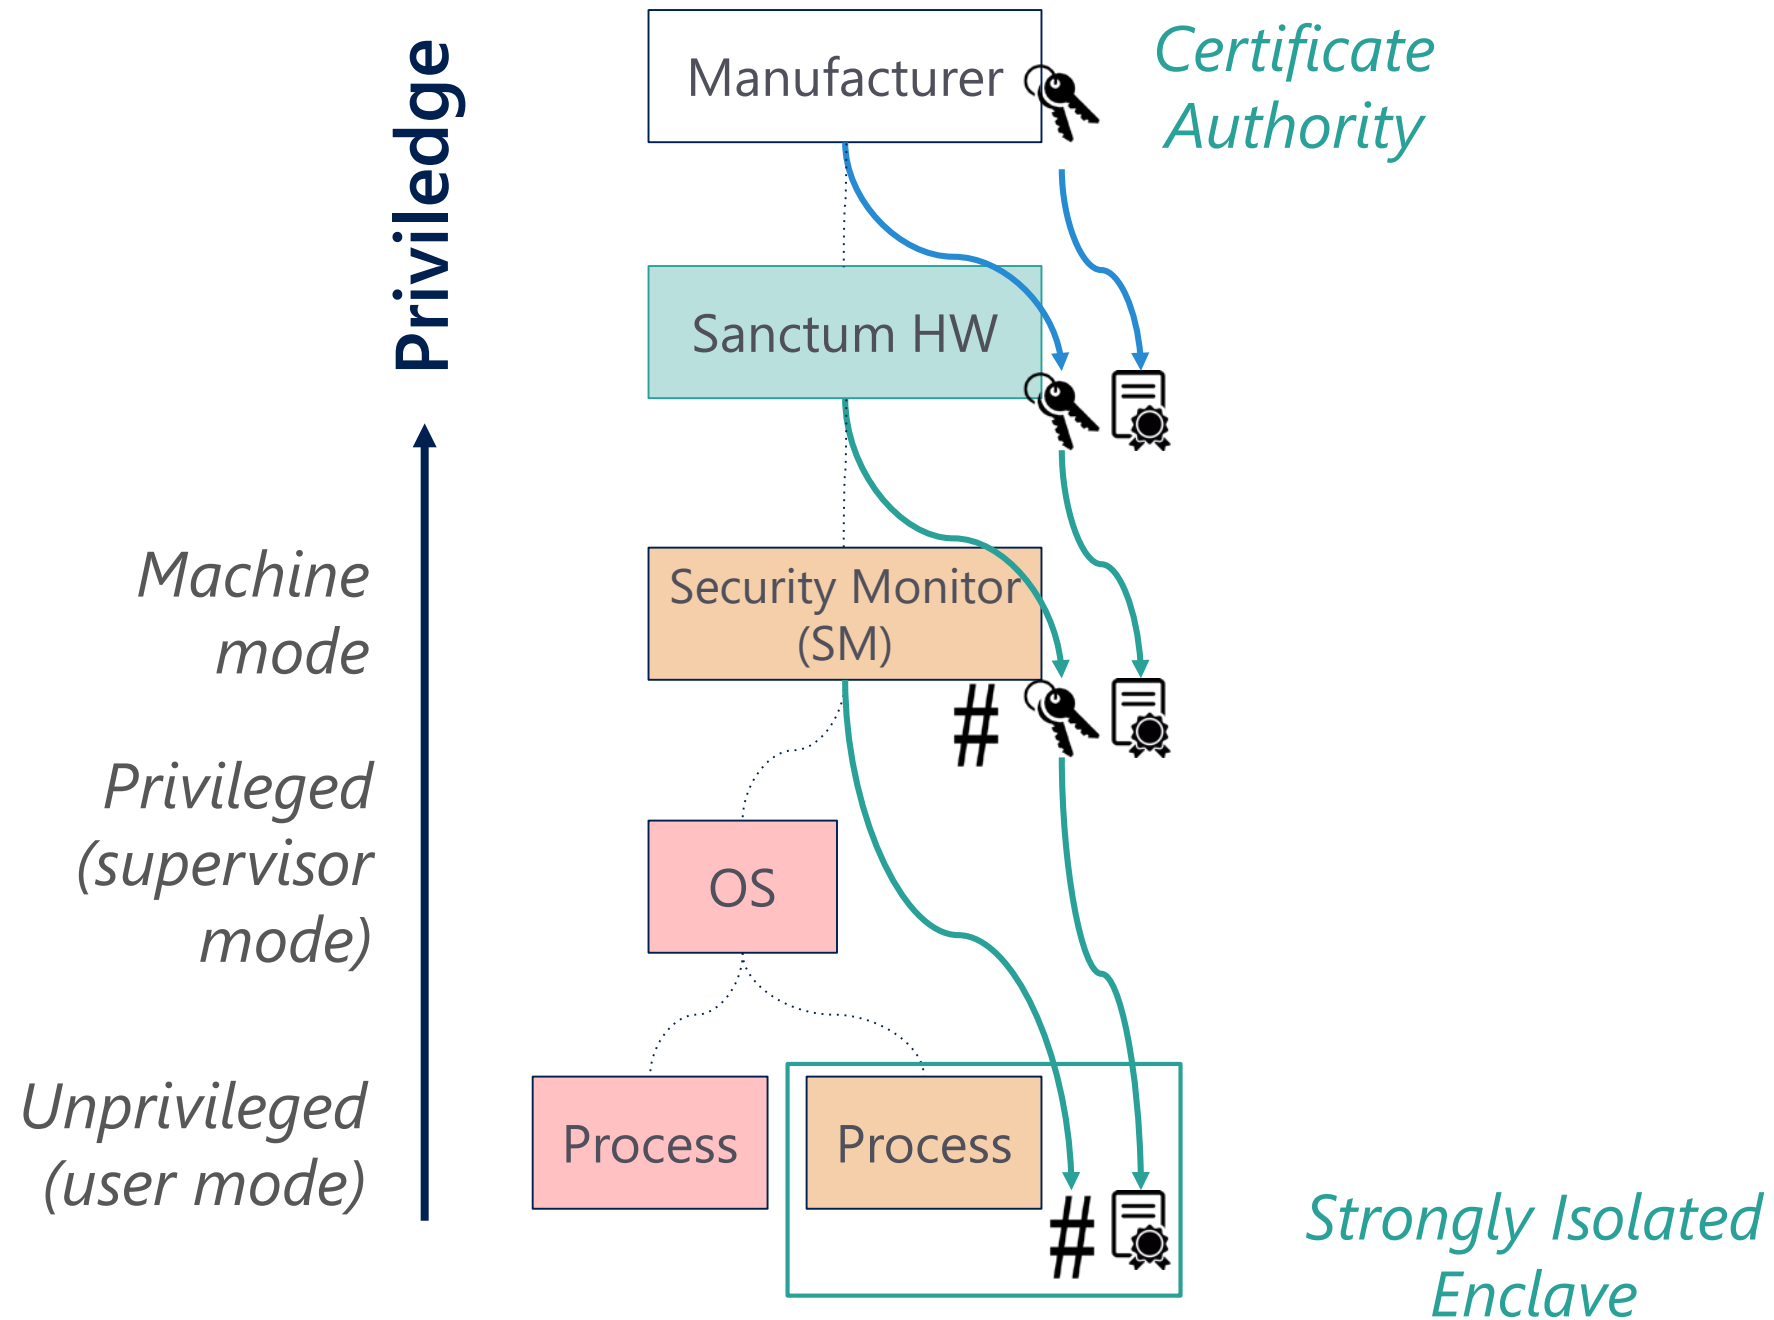 Manufacturer
Certificate
Authority
Priviledge
Sanctum HW
Machine
mode
Security Monitor
(SM)
#
Privileged
(supervisor
mode)
OS
Unprivileged
(user mode)
Process
Process
#
Strongly Isolated
Enclave